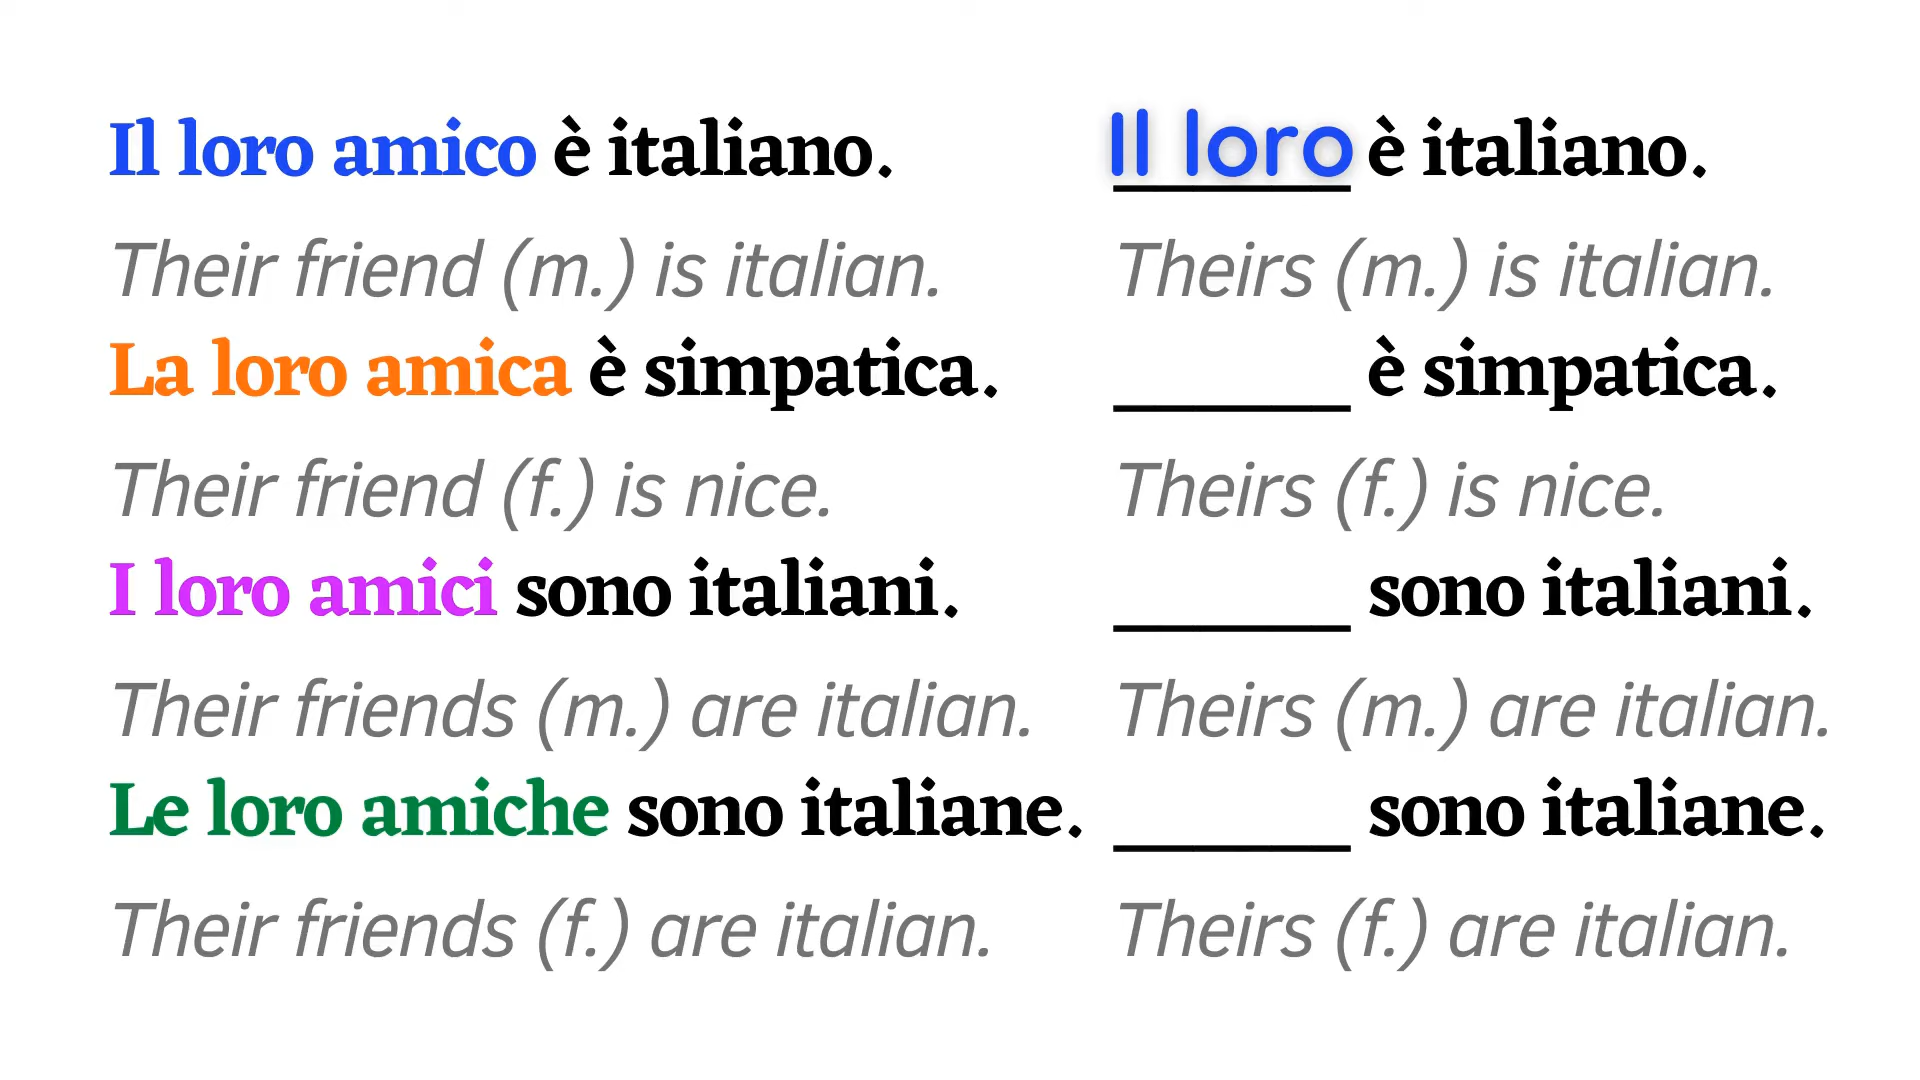 Il loro amico è italiano.
Their friend (m.) is italian.
La loro amica è simpatica.
Their friend (f.) is nice.
I loro amici sono italiani.
Their friends (m.) are italian.
Le loro amiche sono italiane.
Their friends (f.) are italian.
Il loro è italiano.
Theirs (m.) is italian.
______ è simpatica.
Theirs (f.) is nice.
______ sono italiani.
Theirs (m.) are italian.
______ sono italiane.
Theirs (f.) are italian.